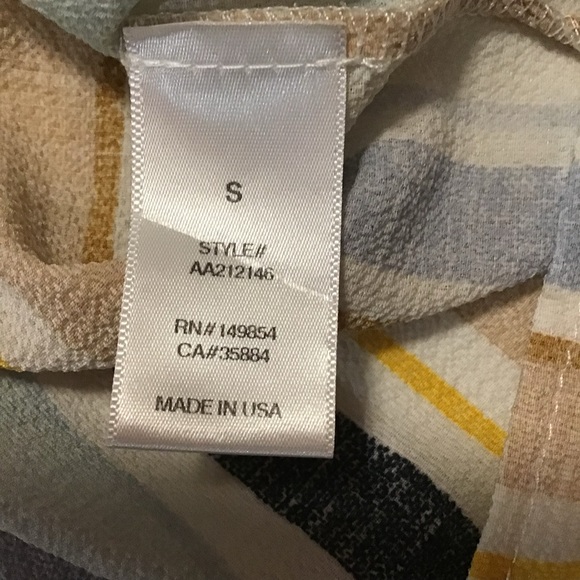 S
STYLE#
AA212146
RN#149854
CA#35884
MADE IN USA